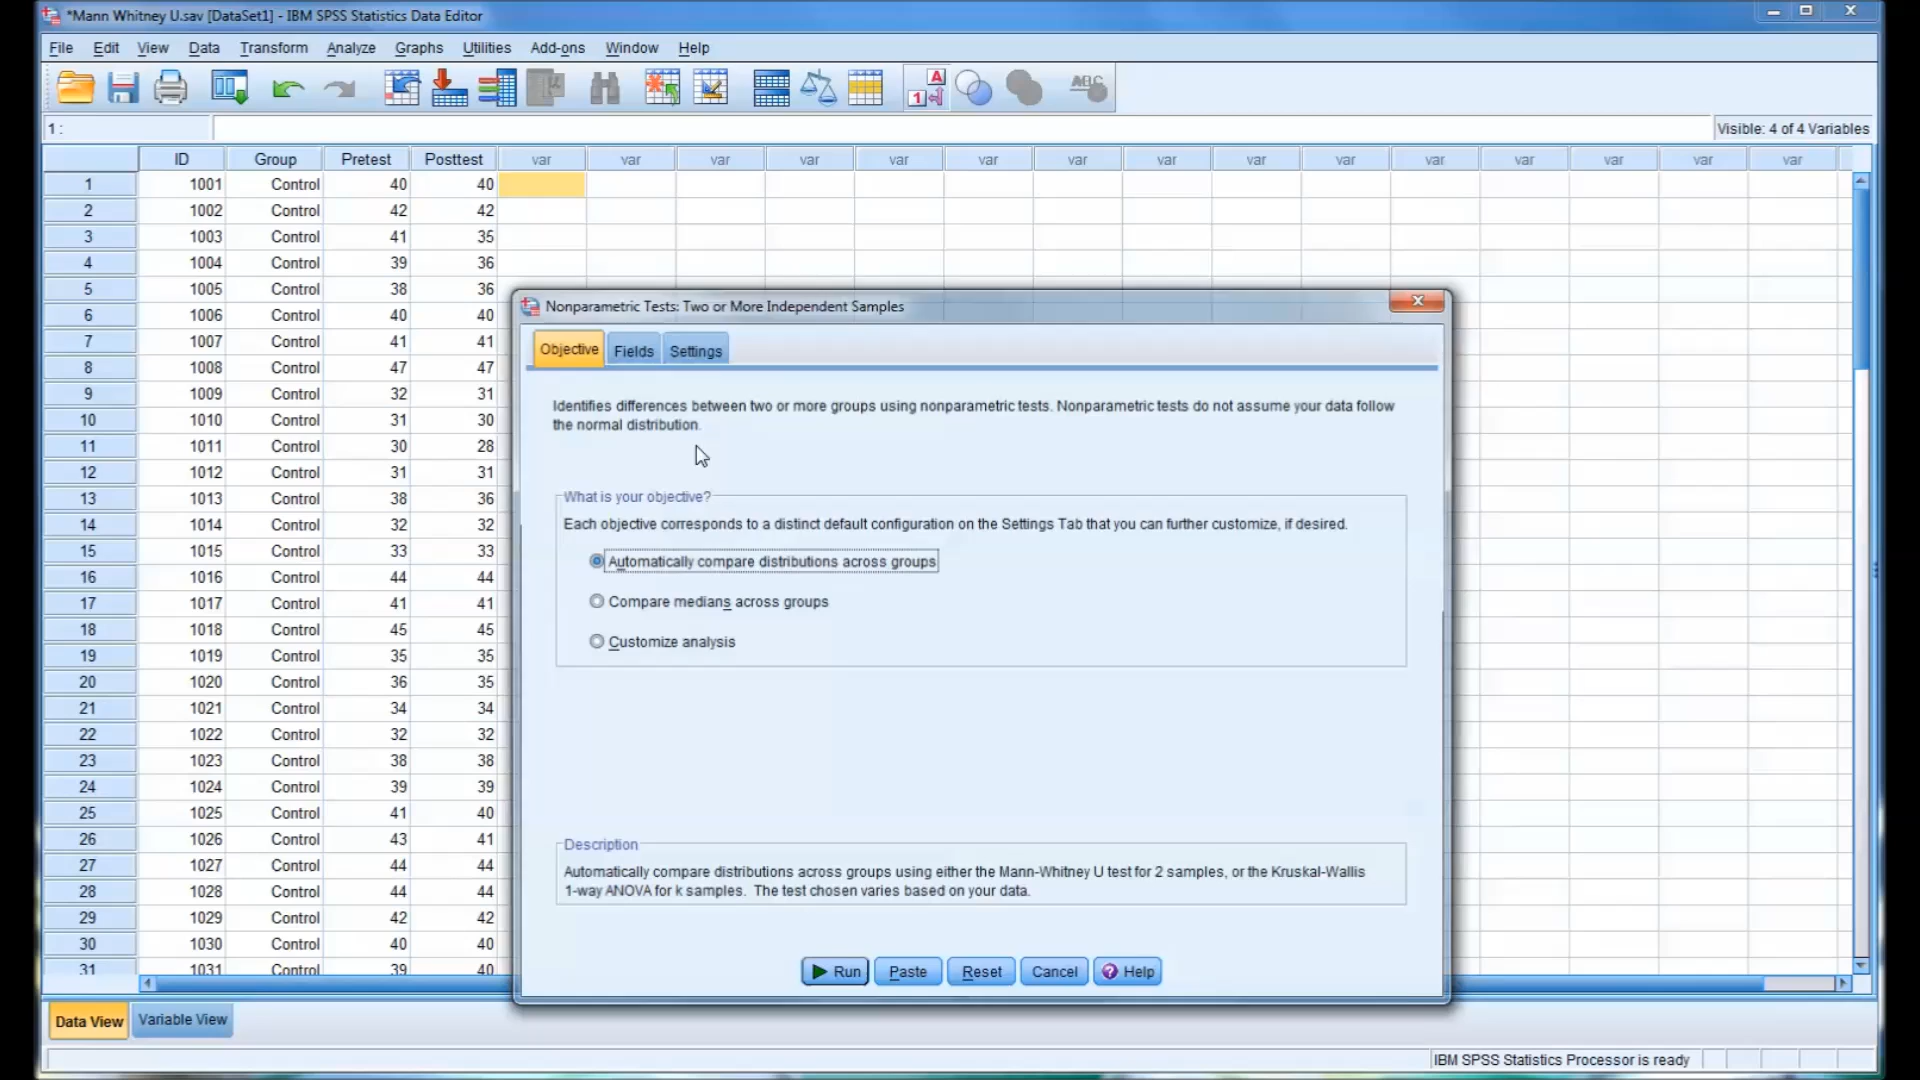 *Mann Whitney U.sav [DataSet1] - IBM SPSS Statistics Data Editor
File Edit View Data Transform Analyze Graphs Utilities Add-ons Window Help
A
1
ABC
1 :
Visible: 4 of 4 Variables
ID Group Pretest Posttest var var var var var var var var var var var var var var var
1 1001 Control 40 40
2 1002 Control 42 42
3 1003 Control 41 35
4 1004 Control 39 36
5 1005 Control 38 36
6 1006 Control 40 40
7 1007 Control 41 41
8 1008 Control 47 47
9 1009 Control 32 31
10 1010 Control 31 30
11 1011 Control 30 28
12 1012 Control 31 31
13 1013 Control 38 36
14 1014 Control 32 32
15 1015 Control 33 33
16 1016 Control 44 44
17 1017 Control 41 41
18 1018 Control 45 45
19 1019 Control 35 35
20 1020 Control 36 35
21 1021 Control 34 34
22 1022 Control 32 32
23 1023 Control 38 38
24 1024 Control 39 39
25 1025 Control 41 40
26 1026 Control 43 41
27 1027 Control 44 44
28 1028 Control 44 44
29 1029 Control 42 42
30 1030 Control 40 40
31 1031 Control 39 40
Nonparametric Tests: Two or More Independent Samples
Objective Fields Settings
Identifies differences between two or more groups using nonparametric tests. Nonparametric tests do not assume your data follow
the normal distribution.
What is your objective?
Each objective corresponds to a distinct default configuration on the Settings Tab that you can further customize, if desired.
Automatically compare distributions across groups
Compare medians across groups
Customize analysis
Description
Automatically compare distributions across groups using either the Mann-Whitney U test for 2 samples, or the Kruskal-Wallis
1-way ANOVA for k samples. The test chosen varies based on your data.
Run Paste Reset Cancel Help
Data View Variable View
IBM SPSS Statistics Processor is ready